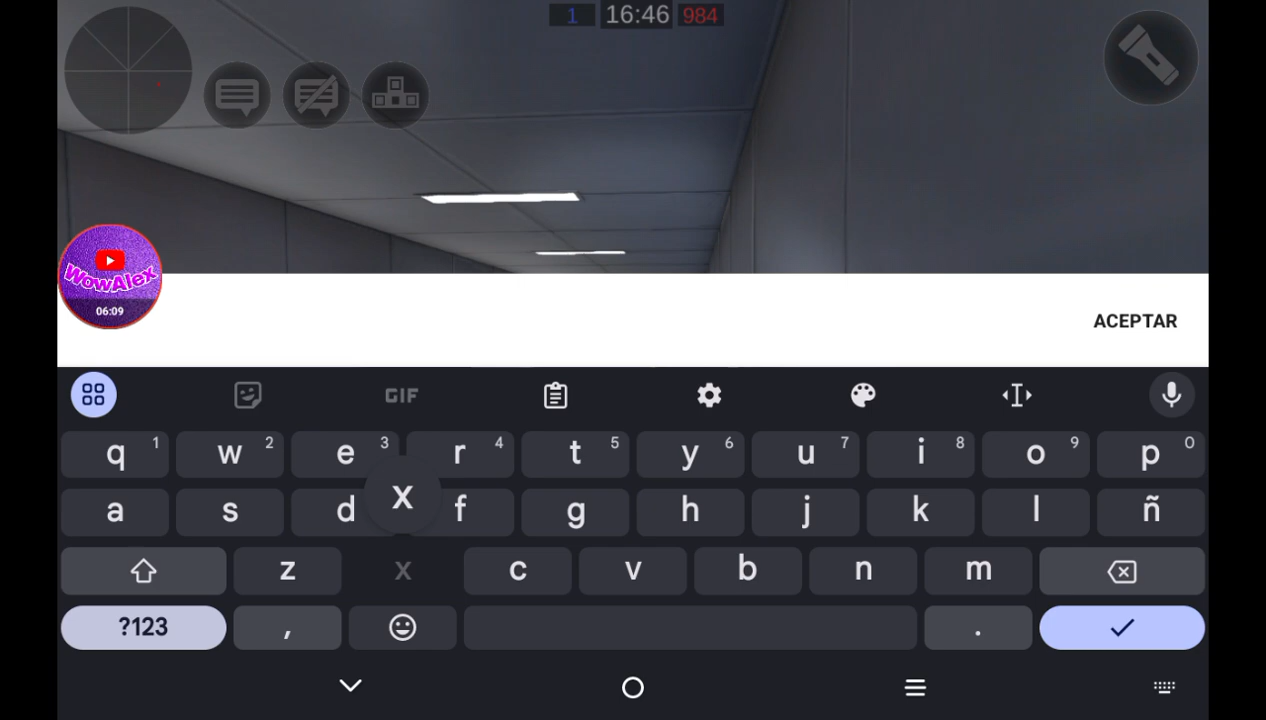 1 16:46 984
WowAlex
06:09
ACEPTAR
GIF
q 1 w 2 e 3 r 4 t 5 y 6 u 7 i 8 o 9 p 0
a s d x f g h j k l ñ
z x c v b n m
?123 , .